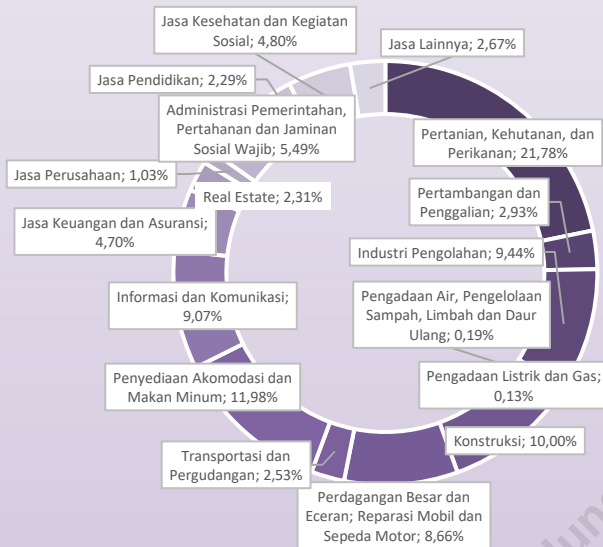 Jasa Kesehatan dan Kegiatan
Sosial; 4,80%
Jasa Lainnya; 2,67%
Jasa Pendidikan; 2,29%
Administrasi Pemerintahan,
Pertahanan dan Jaminan
Sosial Wajib; 5,49%
Pertanian, Kehutanan, dan
Perikanan; 21,78%
Jasa Perusahaan; 1,03%
Real Estate; 2,31%
Pertambangan dan
Penggalian; 2,93%
Jasa Keuangan dan Asuransi;
4,70%
Industri Pengolahan; 9,44%
Informasi dan Komunikasi;
9,07%
Pengadaan Air, Pengelolaan
Sampah, Limbah dan Daur
Ulang; 0,19%
Penyediaan Akomodasi dan
Makan Minum; 11,98%
Pengadaan Listrik dan Gas;
0,13%
Konstruksi; 10,00%
Transportasi dan
Pergudangan; 2,53%
Perdagangan Besar dan
Eceran; Reparasi Mobil dan
Sepeda Motor; 8,66%